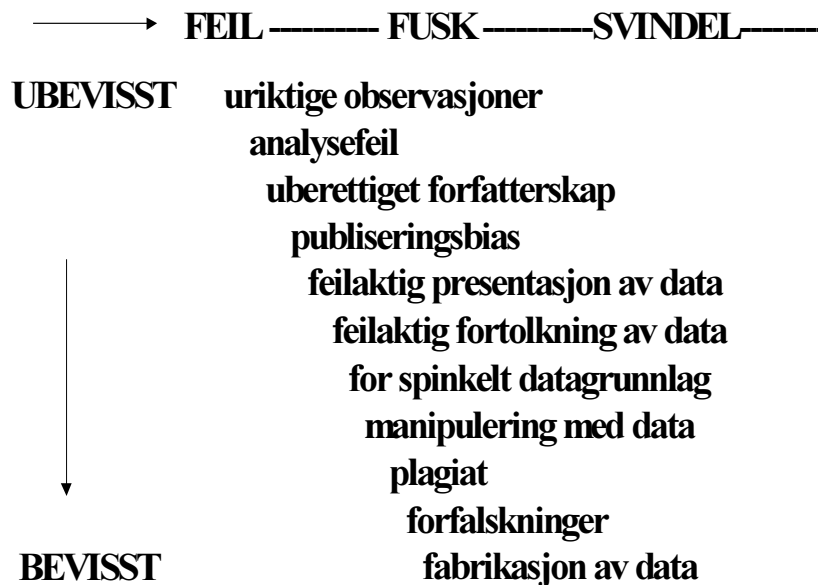 FEIL ---------- FUSK ----------SVINDEL-------
UBEVISST uriktige observasjoner
analysefeil
uberettiget forfatterskap
publiseringsbias
feilaktig presentasjon av data
feilaktig fortolkning av data
for spinkelt datagrunnlag
manipulering med data
plagiat
forfalskninger
BEVISST fabrikasjon av data